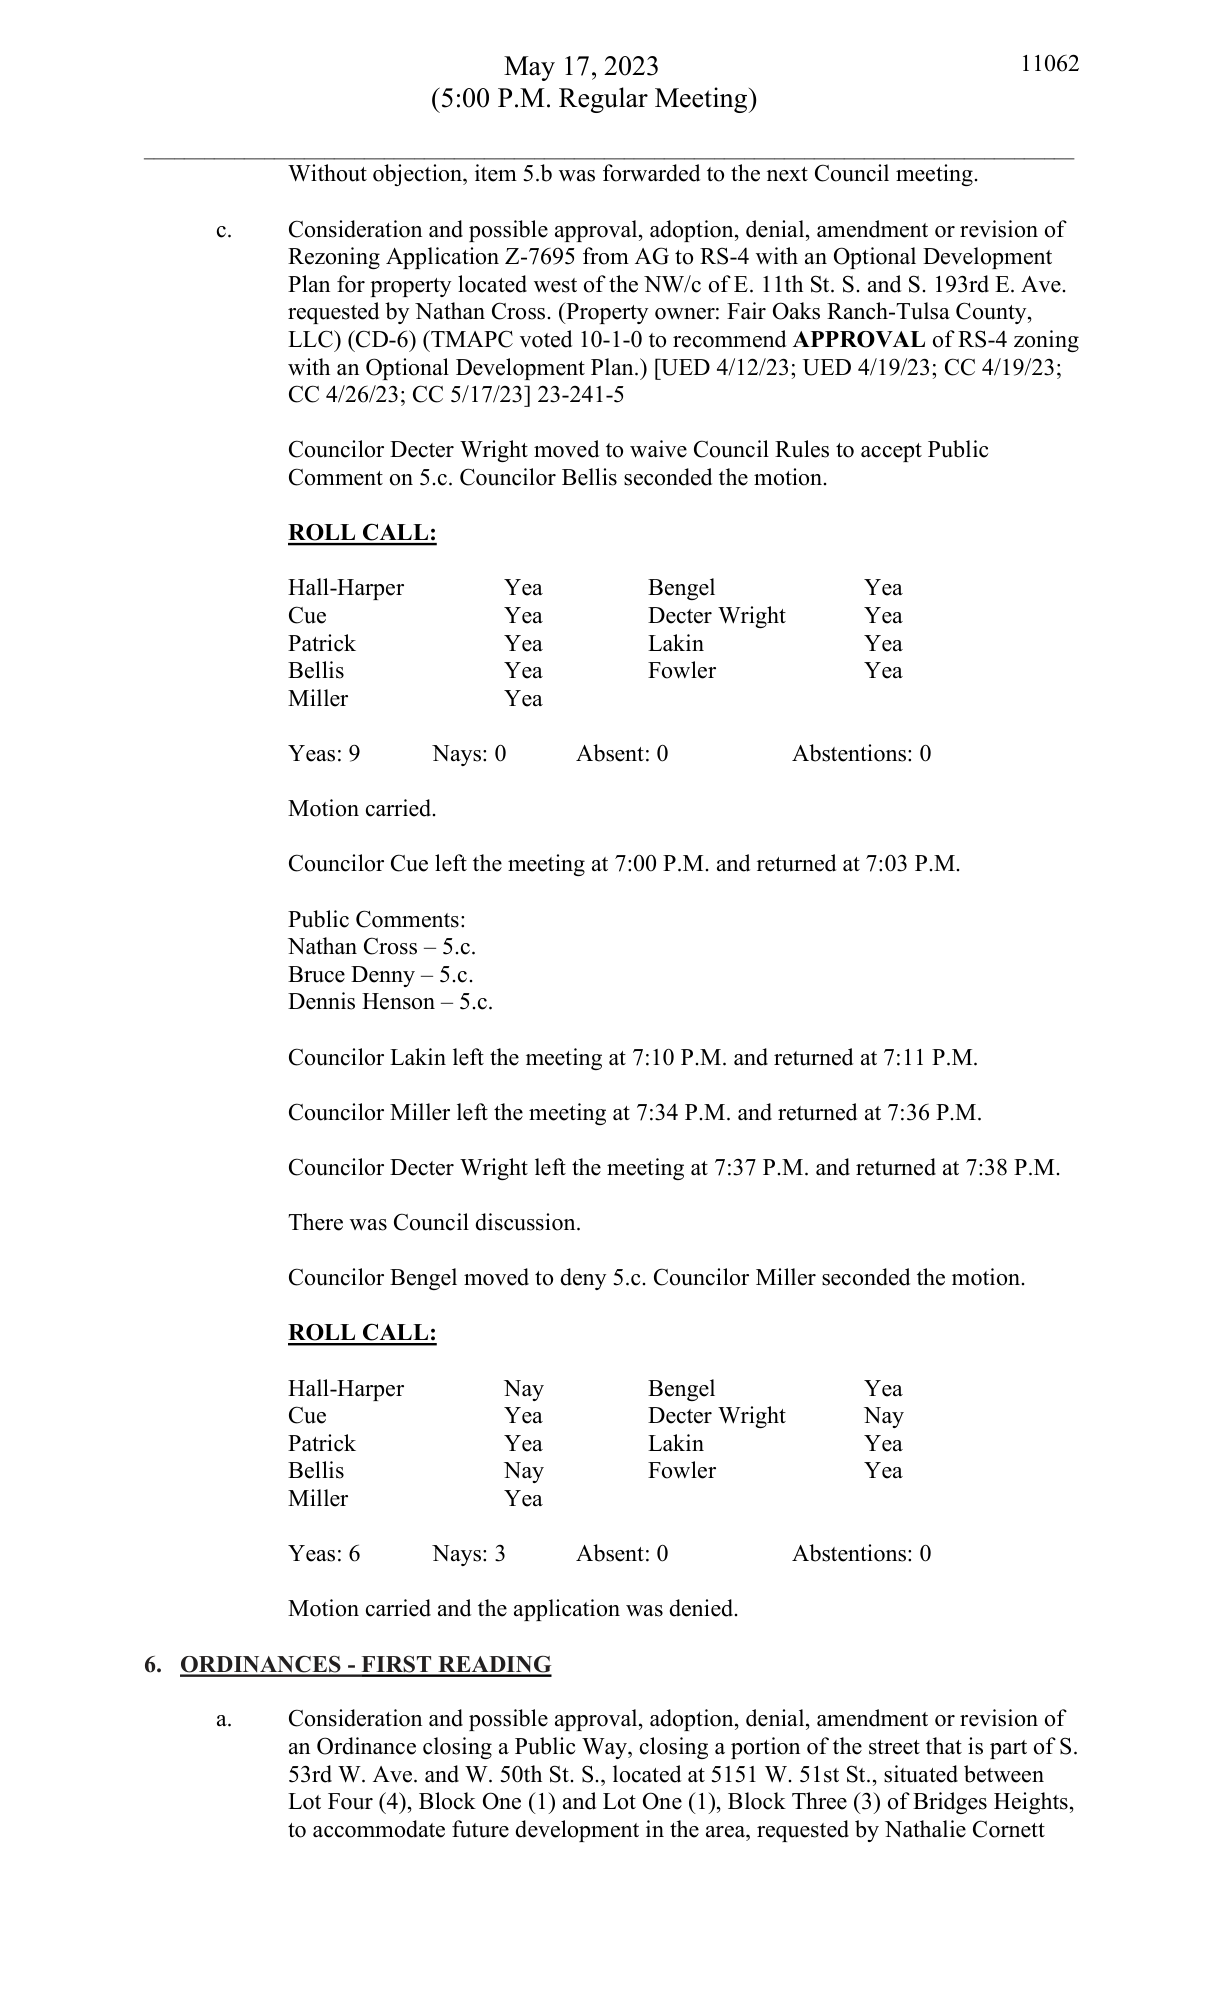 May 17, 2023
11062
(5:00 P.M. Regular Meeting)
Without objection, item 5.b was forwarded to the next Council meeting.
c. Consideration and possible approval, adoption, denial, amendment or revision of
Rezoning Application Z-7695 from AG to RS-4 with an Optional Development
Plan for property located west of the NW/c of E. 11th St. S. and S. 193rd E. Ave.
requested by Nathan Cross. (Property owner: Fair Oaks Ranch-Tulsa County,
LLC) (CD-6) (TMAPC voted 10-1-0 to recommend APPROVAL of RS-4 zoning
with an Optional Development Plan.) [UED 4/12/23; UED 4/19/23; CC 4/19/23;
CC 4/26/23; CC 5/17/23] 23-241-5
Councilor Decter Wright moved to waive Council Rules to accept Public
Comment on 5.c. Councilor Bellis seconded the motion.
ROLL CALL:
Hall-Harper Yea Bengel Yea
Cue Yea Decter Wright Yea
Patrick Yea Lakin Yea
Bellis Yea Fowler Yea
Miller Yea
Yeas: 9 Nays: 0 Absent: 0 Abstentions: 0
Motion carried.
Councilor Cue left the meeting at 7:00 P.M. and returned at 7:03 P.M.
Public Comments:
Nathan Cross – 5.c.
Bruce Denny – 5.c.
Dennis Henson – 5.c.
Councilor Lakin left the meeting at 7:10 P.M. and returned at 7:11 P.M.
Councilor Miller left the meeting at 7:34 P.M. and returned at 7:36 P.M.
Councilor Decter Wright left the meeting at 7:37 P.M. and returned at 7:38 P.M.
There was Council discussion.
Councilor Bengel moved to deny 5.c. Councilor Miller seconded the motion.
ROLL CALL:
Hall-Harper Nay Bengel Yea
Cue Yea Decter Wright Nay
Patrick Yea Lakin Yea
Bellis Nay Fowler Yea
Miller Yea
Yeas: 6 Nays: 3 Absent: 0 Abstentions: 0
Motion carried and the application was denied.
6. ORDINANCES - FIRST READING
a. Consideration and possible approval, adoption, denial, amendment or revision of
an Ordinance closing a Public Way, closing a portion of the street that is part of S.
53rd W. Ave. and W. 50th St. S., located at 5151 W. 51st St., situated between
Lot Four (4), Block One (1) and Lot One (1), Block Three (3) of Bridges Heights,
to accommodate future development in the area, requested by Nathalie Cornett